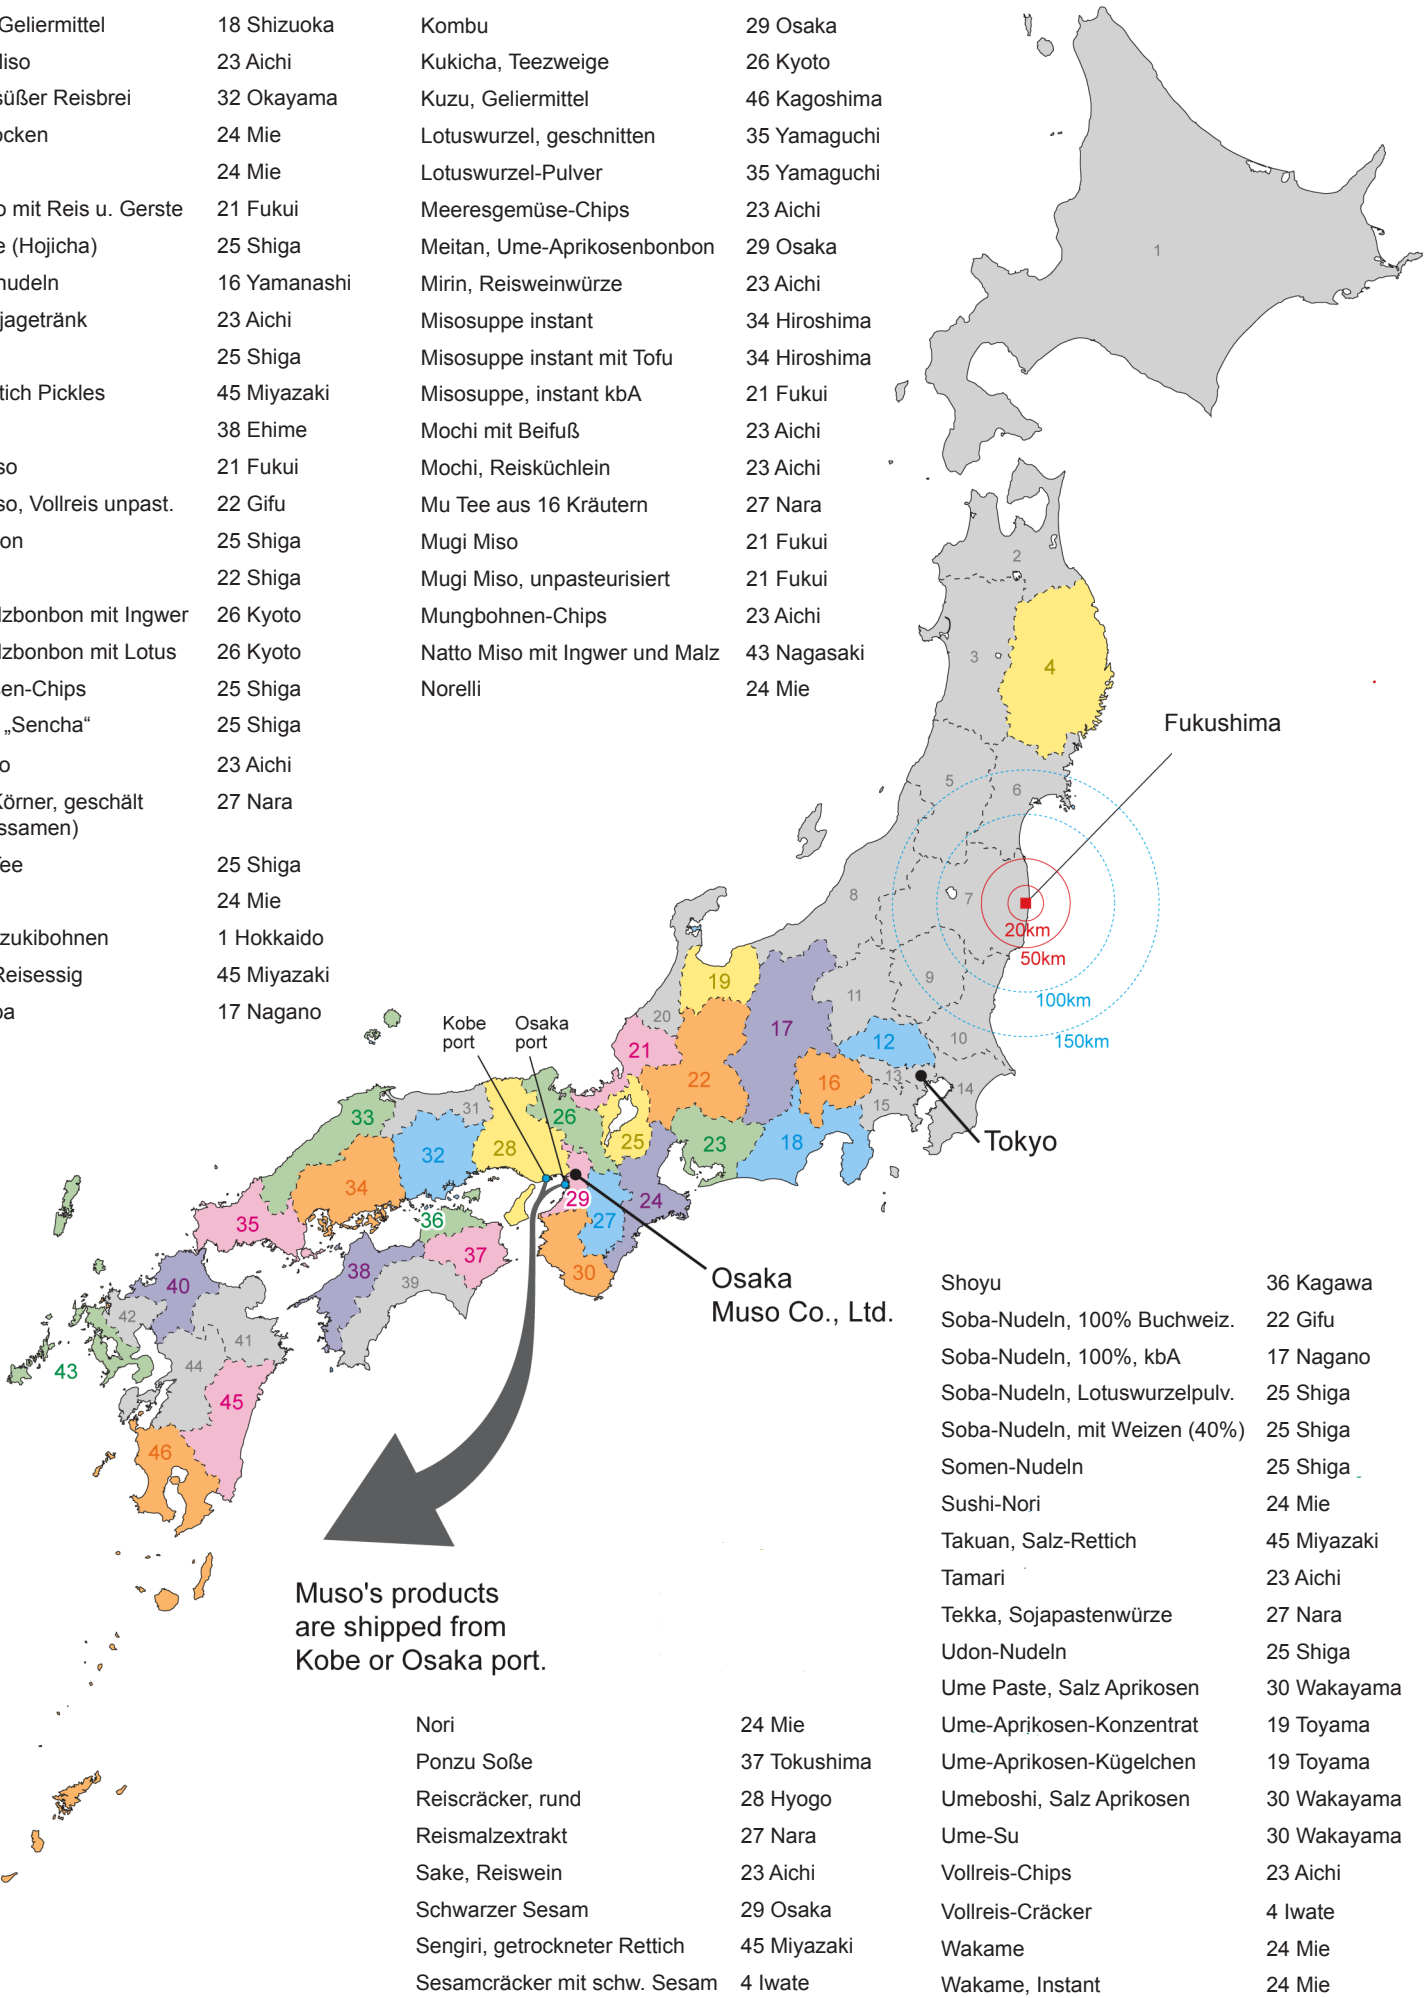 Geliermittel 18 Shizuoka
iso 23 Aichi
süßer Reisbrei 32 Okayama
ocken 24 Mie
24 Mie
o mit Reis u. Gerste 21 Fukui
e (Hojicha) 25 Shiga
nudeln 16 Yamanashi
jagetränk 23 Aichi
25 Shiga
tich Pickles 45 Miyazaki
38 Ehime
so 21 Fukui
so, Vollreis unpast. 22 Gifu
on 25 Shiga
22 Shiga
zbonbon mit Ingwer 26 Kyoto
zbonbon mit Lotus 26 Kyoto
en-Chips 25 Shiga
„Sencha“ 25 Shiga
o 23 Aichi
Körner, geschält 27 Nara
ssamen)
ee 25 Shiga
24 Mie
zukibohnen 1 Hokkaido
Reisessig 45 Miyazaki
ba 17 Nagano
Kombu 29 Osaka
Kukicha, Teezweige 26 Kyoto
Kuzu, Geliermittel 46 Kagoshima
Lotuswurzel, geschnitten 35 Yamaguchi
Lotuswurzel-Pulver 35 Yamaguchi
Meeresgemüse-Chips 23 Aichi
Meitan, Ume-Aprikosenbonbon 29 Osaka
Mirin, Reisweinwürze 23 Aichi
Misosuppe instant 34 Hiroshima
Misosuppe instant mit Tofu 34 Hiroshima
Misosuppe, instant kbA 21 Fukui
Mochi mit Beifuß 23 Aichi
Mochi, Reisküchlein 23 Aichi
Mu Tee aus 16 Kräutern 27 Nara
Mugi Miso 21 Fukui
Mugi Miso, unpasteurisiert 21 Fukui
Mungbohnen-Chips 23 Aichi
Natto Miso mit Ingwer und Malz 43 Nagasaki
Norelli 24 Mie
1
2
3
4
Fukushima
5
6
7
8
20km
50km
9
100km
150km
10
11
12
13
14
15
16
17
18
19
20
21
22
23
24
25
26
27
28
29
30
31
32
33
34
35
36
37
38
39
40
41
42
43
44
45
46
Kobe
port
Osaka
port
Tokyo
Osaka
Muso Co., Ltd.
Muso's products
are shipped from
Kobe or Osaka port.
Nori 24 Mie
Ponzu Soße 37 Tokushima
Reiscräcker, rund 28 Hyogo
Reismalzextrakt 27 Nara
Sake, Reiswein 23 Aichi
Schwarzer Sesam 29 Osaka
Sengiri, getrockneter Rettich 45 Miyazaki
Sesamcräcker mit schw. Sesam 4 Iwate
Shoyu 36 Kagawa
Soba-Nudeln, 100% Buchweiz. 22 Gifu
Soba-Nudeln, 100%, kbA 17 Nagano
Soba-Nudeln, Lotuswurzelpulv. 25 Shiga
Soba-Nudeln, mit Weizen (40%) 25 Shiga
Somen-Nudeln 25 Shiga
Sushi-Nori 24 Mie
Takuan, Salz-Rettich 45 Miyazaki
Tamari 23 Aichi
Tekka, Sojapastenwürze 27 Nara
Udon-Nudeln 25 Shiga
Ume Paste, Salz Aprikosen 30 Wakayama
Ume-Aprikosen-Konzentrat 19 Toyama
Ume-Aprikosen-Kügelchen 19 Toyama
Umeboshi, Salz Aprikosen 30 Wakayama
Ume-Su 30 Wakayama
Vollreis-Chips 23 Aichi
Vollreis-Cräcker 4 Iwate
Wakame 24 Mie
Wakame, Instant 24 Mie